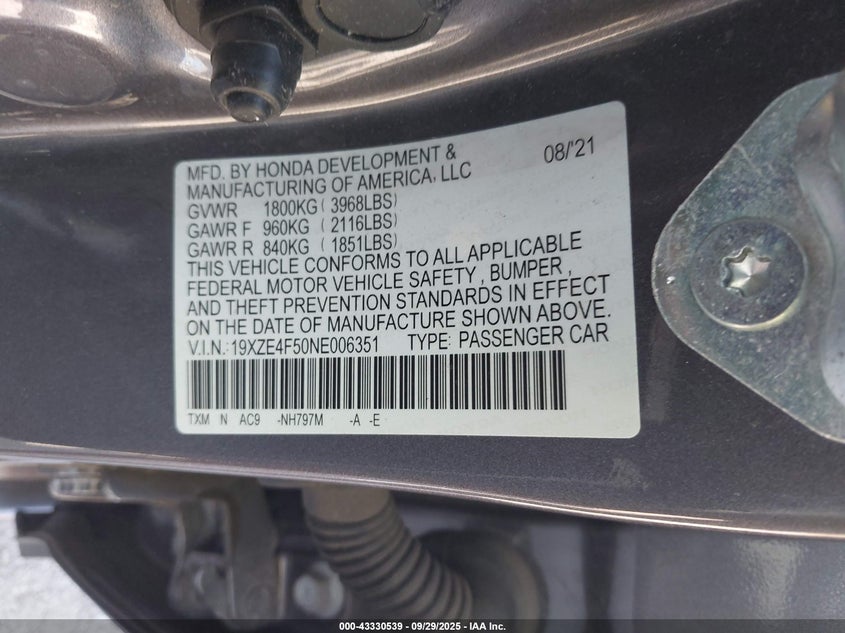 MFD. BY HONDA DEVELOPMENT & 08/'21
MANUFACTURING OF AMERICA, LLC
GVWR 1800KG ( 3968LBS)
GAWR F 960KG ( 2116LBS)
GAWR R 840KG ( 1851LBS)
THIS VEHICLE CONFORMS TO ALL APPLICABLE
FEDERAL MOTOR VEHICLE SAFETY , BUMPER ,
AND THEFT PREVENTION STANDARDS IN EFFECT
ON THE DATE OF MANUFACTURE SHOWN ABOVE.
V.I.N.:19XZE4F50NE006351 TYPE: PASSENGER CAR
TXM N AC9 -NH797M -A -E
000-43330539 - 09/29/2025 - IAA Inc.